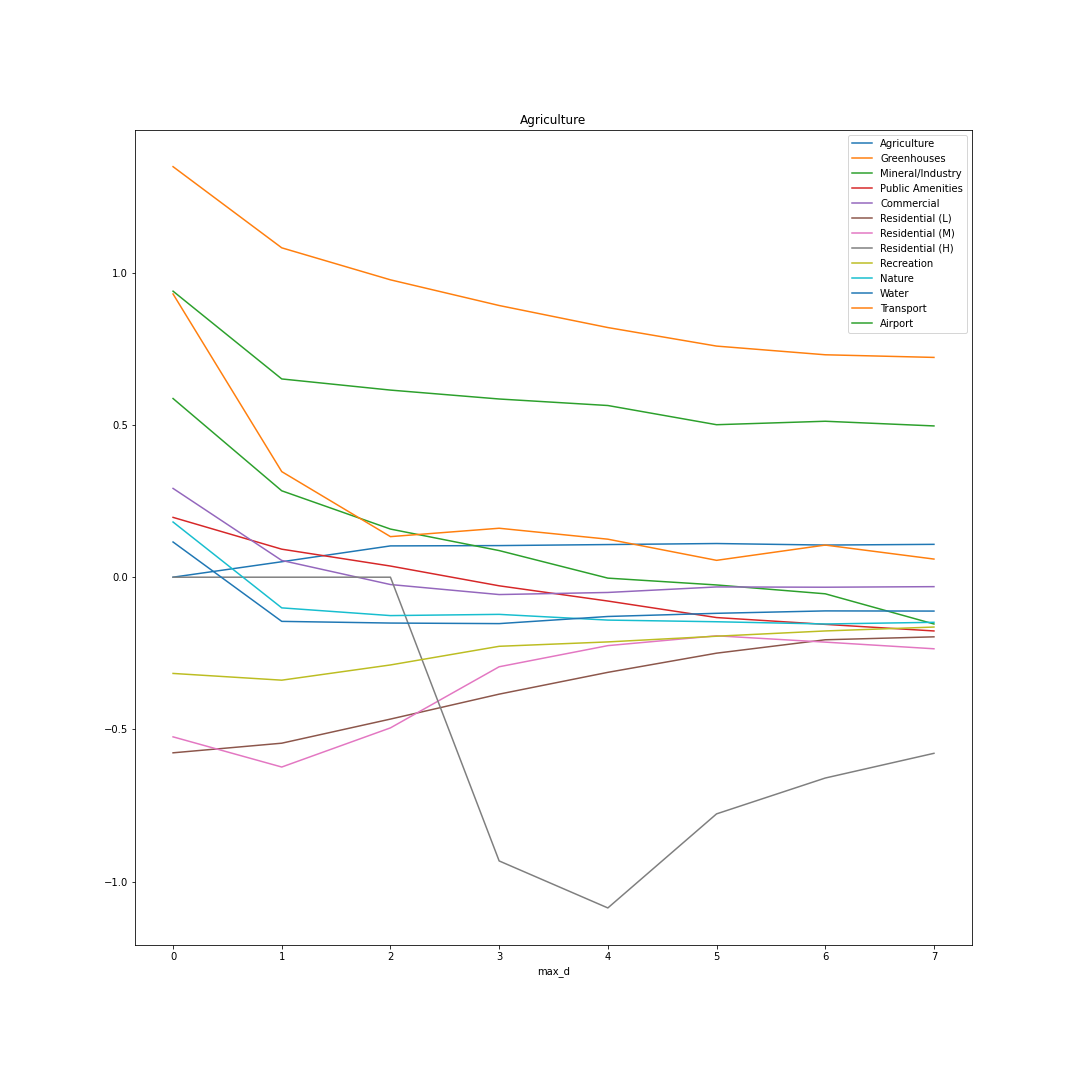 Agriculture
Agriculture
Greenhouses
Mineral/Industry
Public Amenities
Commercial
Residential (L)
Residential (M)
Residential (H)
Recreation
Nature
Water
Transport
Airport
1.0
0.5
0.0
−0.5
−1.0
0 1 2 3 4 5 6 7
max_d